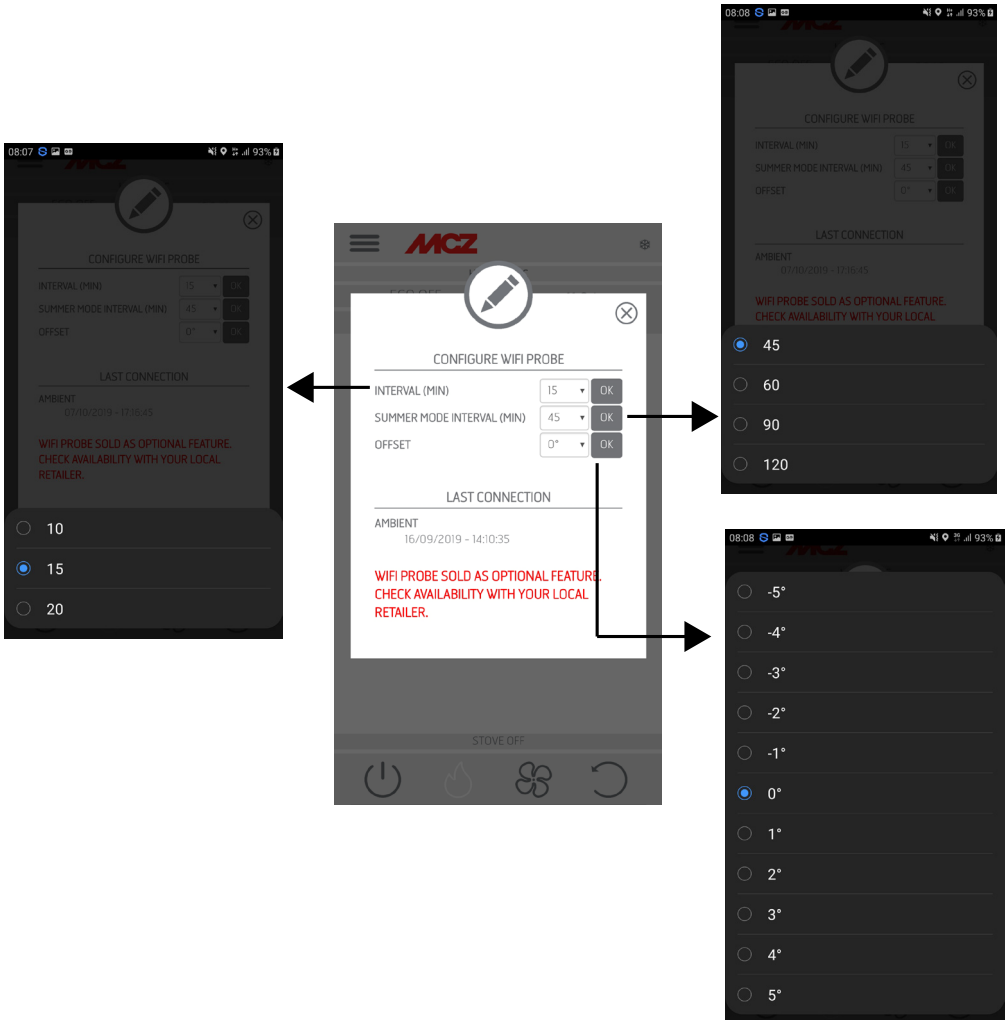 08:07
93%
MCZ
CONFIGURE WIFI PROBE
INTERVAL (MIN) 15 OK
SUMMER MODE INTERVAL (MIN) 45 OK
OFFSET 0° OK
LAST CONNECTION
AMBIENT
07/10/2019 - 17:16:45
WIFI PROBE SOLD AS OPTIONAL FEATURE.
CHECK AVAILABILITY WITH YOUR LOCAL
RETAILER.
10
15
20
MCZ
CONFIGURE WIFI PROBE
INTERVAL (MIN) 15 OK
SUMMER MODE INTERVAL (MIN) 45 OK
OFFSET 0° OK
LAST CONNECTION
AMBIENT
16/09/2019 - 14:10:35
WIFI PROBE SOLD AS OPTIONAL FEATURE.
CHECK AVAILABILITY WITH YOUR LOCAL
RETAILER.
STOVE OFF
08:08 93%
MCZ
CONFIGURE WIFI PROBE
INTERVAL (MIN) 15 OK
SUMMER MODE INTERVAL (MIN) 45 OK
OFFSET 0° OK
LAST CONNECTION
AMBIENT
07/10/2019 - 17:16:45
WIFI PROBE SOLD AS OPTIONAL FEATURE.
CHECK AVAILABILITY WITH YOUR LOCAL
45
60
90
120
08:08 3G 93%
-5°
-4°
-3°
-2°
-1°
0°
1°
2°
3°
4°
5°